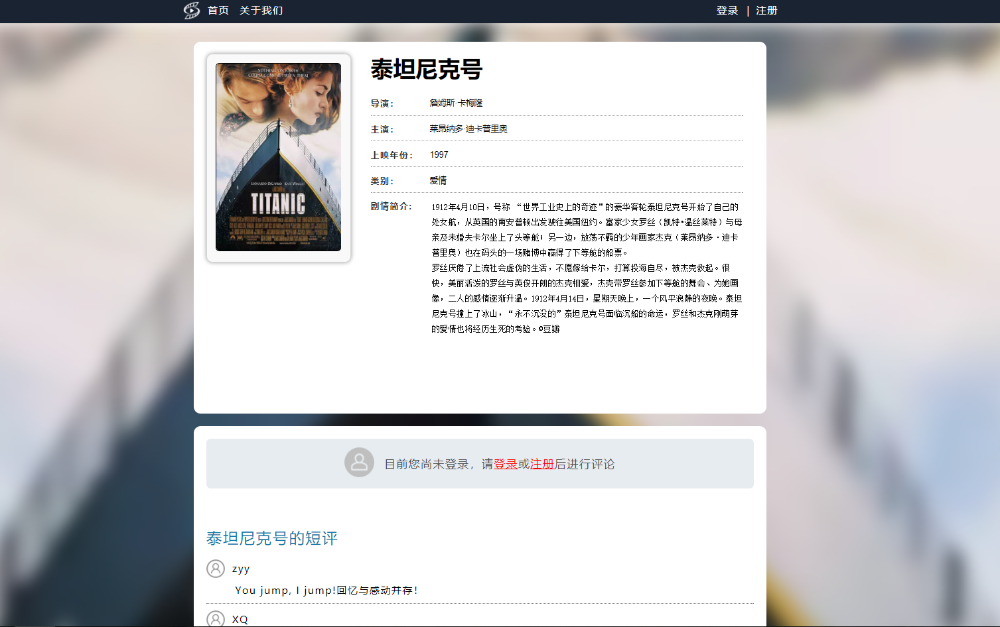 首页 关于我们 登录 | 注册
泰坦尼克号
NOTHING ON EARTH
COULD COME BETWEEN THEM
LEONARDO DICAPRIO KATE WINSLET
TITANIC
导演： 詹姆斯·卡梅隆
主演： 莱昂纳多·迪卡普里奥
上映年份： 1997
类别： 爱情
剧情简介： 1912年4月10日，号称 “世界工业史上的奇迹”的豪华客轮泰坦尼克号开始了自己的
处女航，从英国的南安普顿出发驶往美国纽约。富家少女罗丝（凯特•温丝莱特）与母
亲及未婚夫卡尔坐上了头等舱；另一边，放荡不羁的少年画家杰克（莱昂纳多·迪卡
普里奥）也在码头的一场赌博中赢得了下等舱的船票。
罗丝厌倦了上流社会虚伪的生活，不愿嫁给卡尔，打算投海自尽，被杰克救起。很
快，美丽活泼的罗丝与英俊开朗的杰克相爱，杰克带罗丝参加下等舱的舞会、为她画
像，二人的感情逐渐升温。1912年4月14日，星期天晚上，一个风平浪静的夜晚。泰坦
尼克号撞上了冰山，“永不沉没的”泰坦尼克号面临沉船的命运，罗丝和杰克刚萌芽
的爱情也将经历生死的考验。©豆瓣
目前您尚未登录，请登录或注册后进行评论
泰坦尼克号的短评
zyy
You jump, I jump!回忆与感动并存！
XQ